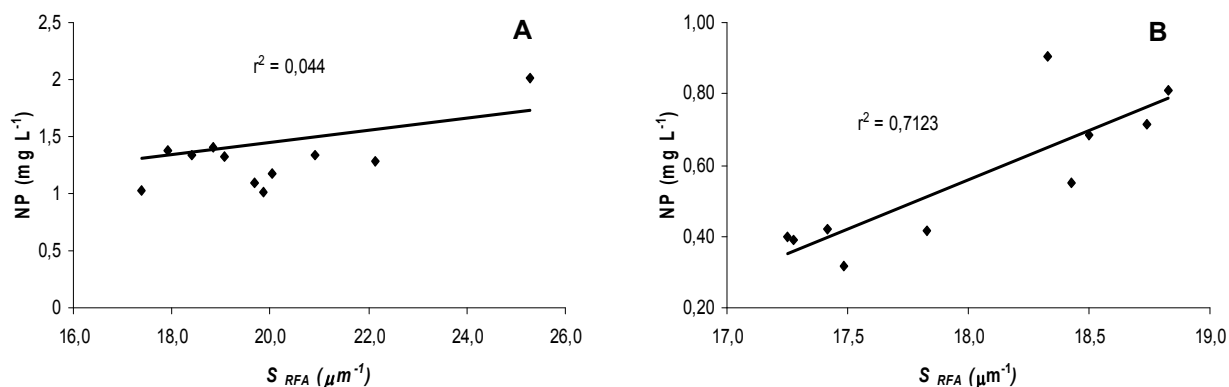 A
r² = 0,044
NP (mg L⁻¹)
2,5
2
1,5
1
0,5
0
16,0 18,0 20,0 22,0 24,0 26,0
S RFA (μm⁻¹)
B
r² = 0,7123
NP (mg L⁻¹)
1,00
0,80
0,60
0,40
0,20
17,0 17,5 18,0 18,5 19,0
S RFA (μm⁻¹)